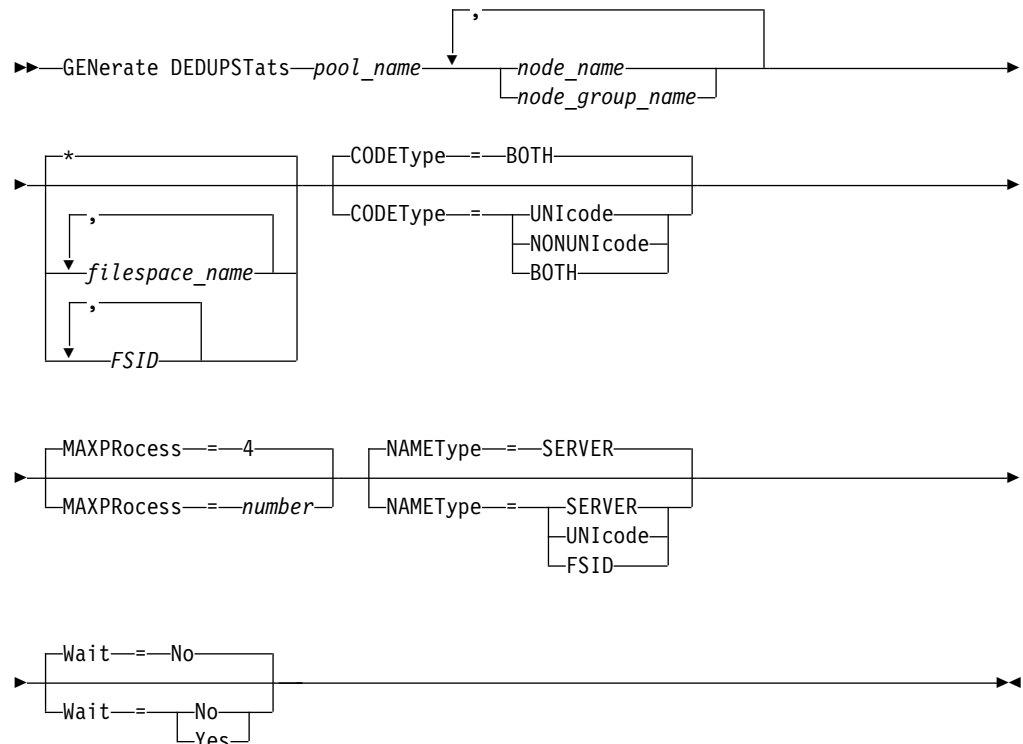 ,
GENerate DEDUPSTats pool_name node_name
node_group_name
* CODEType = BOTH
, CODEType = UNIcode
NONUNIcode
filespace_name BOTH
,
FSID
MAXPRocess = 4 NAMEType = SERVER
MAXPRocess = number NAMEType = SERVER
UNIcode
FSID
Wait = No
Wait = No
Yes